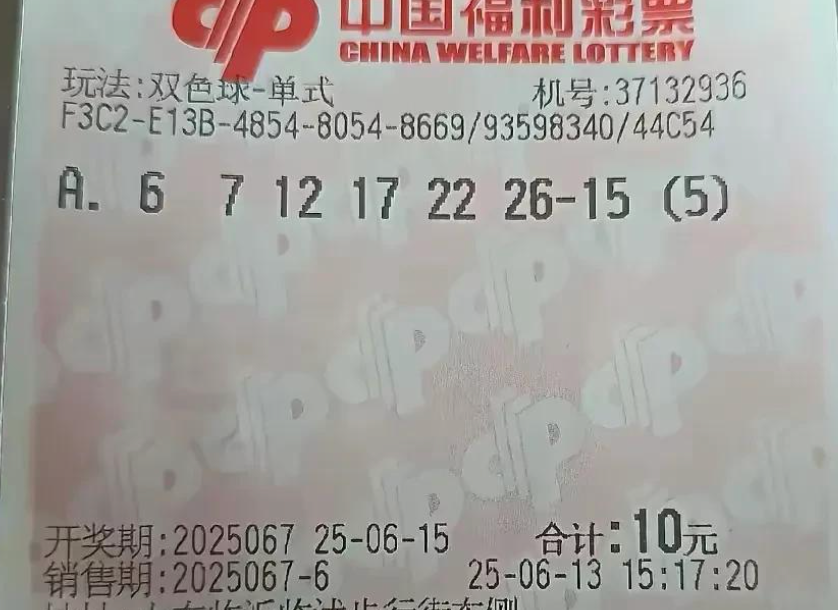 中国福利彩票
CHINA WELFARE LOTTERY
玩法:双色球-单式 机号:37132936
F3C2-E13B-4854-8054-8669/93598340/44C54
A. 6 7 12 17 22 26-15 (5)
开奖期:2025067 25-06-15 合计:10元
销售期:2025067-6 25-06-13 15:17:20